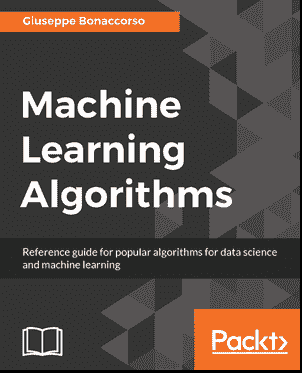 Giuseppe Bonaccorso
Machine
Learning
Algorithms
Reference guide for popular algorithms for data science
and machine learning
Packt>